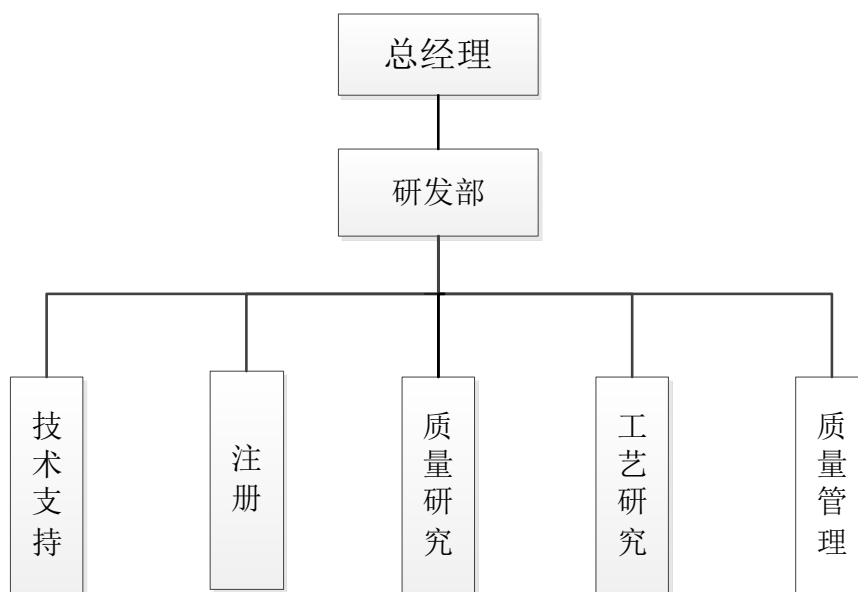 总经理
研发部
技术支持
注册
质量研究
工艺研究
质量管理